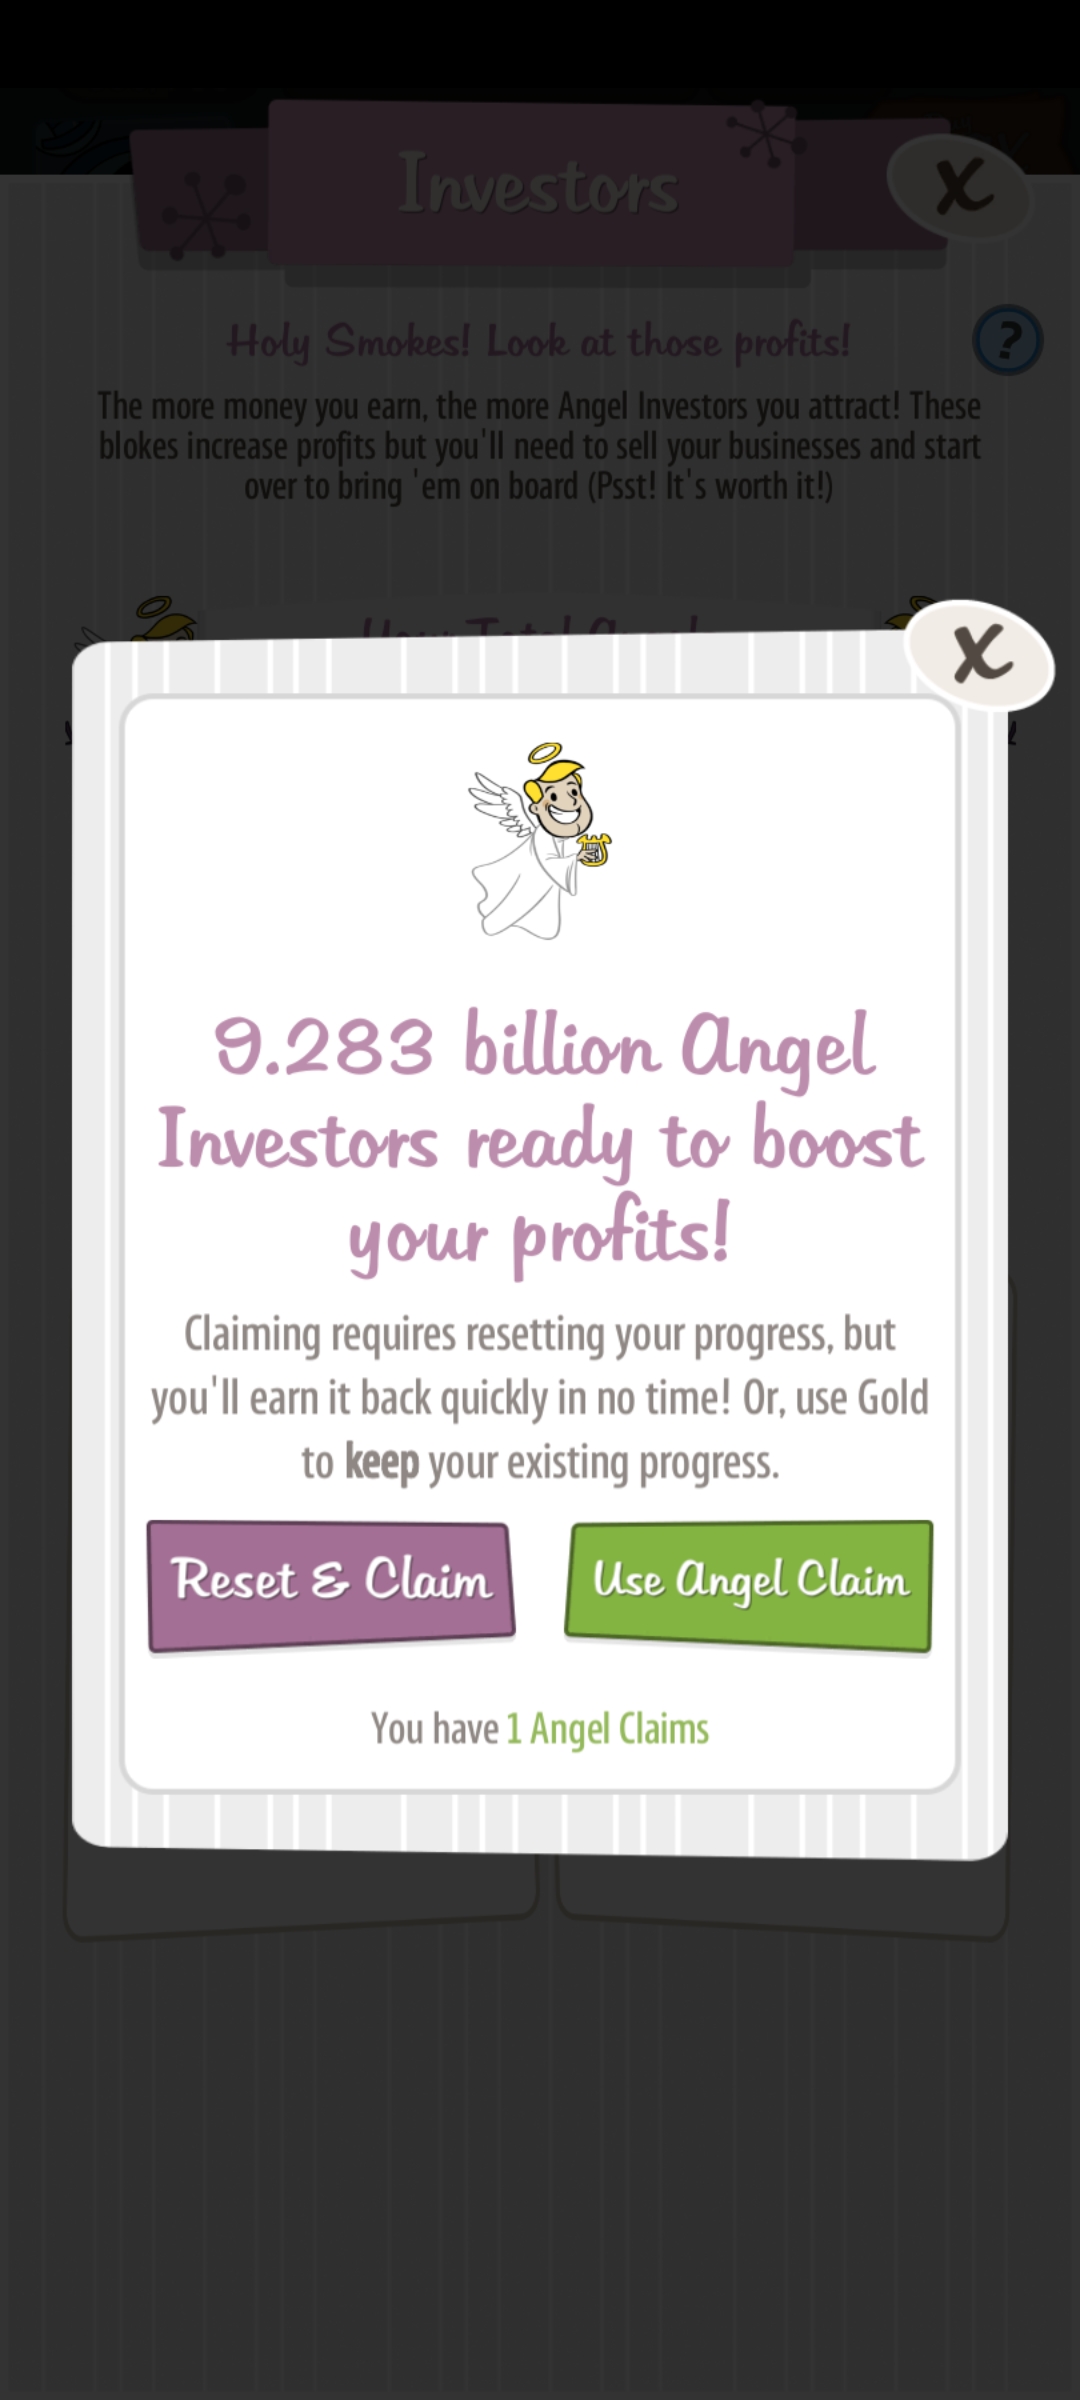 Investors
X
Holy Smokes! Look at those profits!
?
The more money you earn, the more Angel Investors you attract! These
blokes increase profits but you'll need to sell your businesses and start
over to bring 'em on board (Psst! It's worth it!)
X
9.283 billion Angel
Investors ready to boost
your profits!
Claiming requires resetting your progress, but
you'll earn it back quickly in no time! Or, use Gold
to keep your existing progress.
Reset & Claim
Use Angel Claim
You have 1 Angel Claims